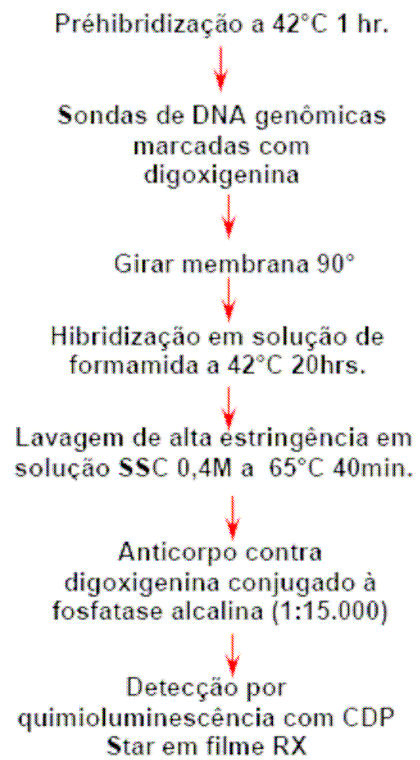 Préhibridização a 42°C 1 hr.
Sondas de DNA genômicas
marcadas com
digoxigenina
Girar membrana 90°
Hibridização em solução de
formamida a 42°C 20hrs.
Lavagem de alta estringência em
solução SSC 0,4M a 65°C 40min.
Anticorpo contra
digoxigenina conjugado à
fosfatase alcalina (1:15.000)
Detecção por
quimioluminescência com CDP
Star em filme RX